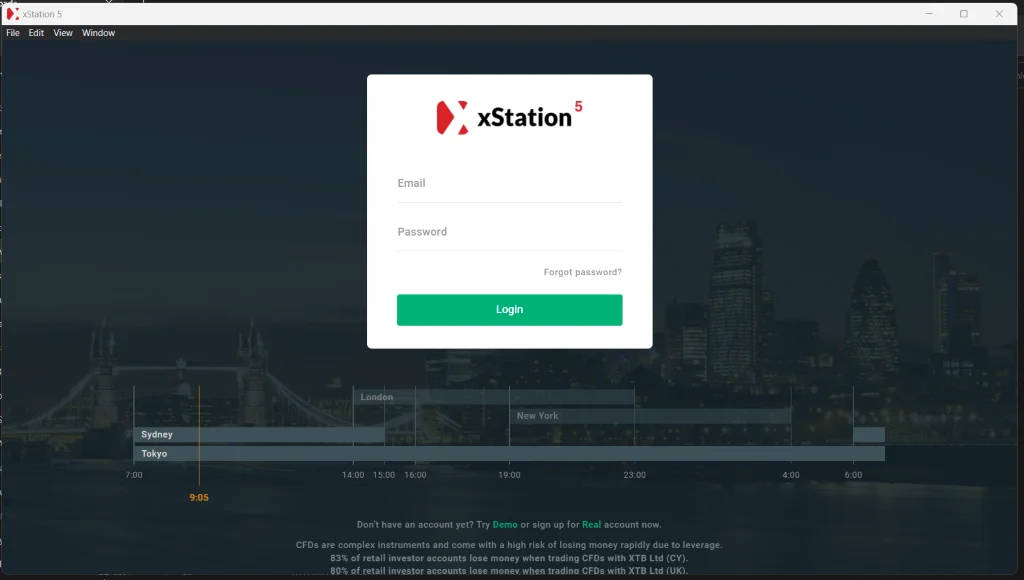 xStation 5
File Edit View Window
xStation 5
Email
Password
Forgot password?
Login
London
New York
Sydney
Tokyo
7:00 14:00 15:00 16:00 19:00 23:00 4:00 6:00
9:05
Don't have an account yet? Try Demo or sign up for Real account now.
CFDs are complex instruments and come with a high risk of losing money rapidly due to leverage.
83% of retail investor accounts lose money when trading CFDs with XTB Ltd (CY).
80% of retail investor accounts lose money when trading CFDs with XTB Ltd (UK).